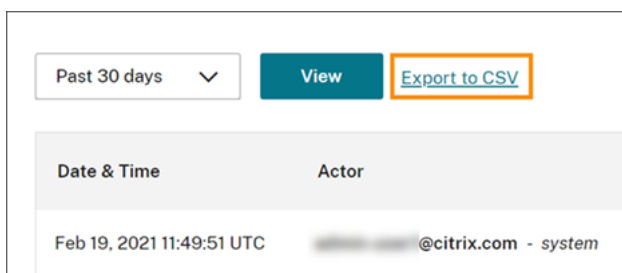 Past 30 days View Export to CSV
Date & Time Actor
Feb 19, 2021 11:49:51 UTC @citrix.com - system